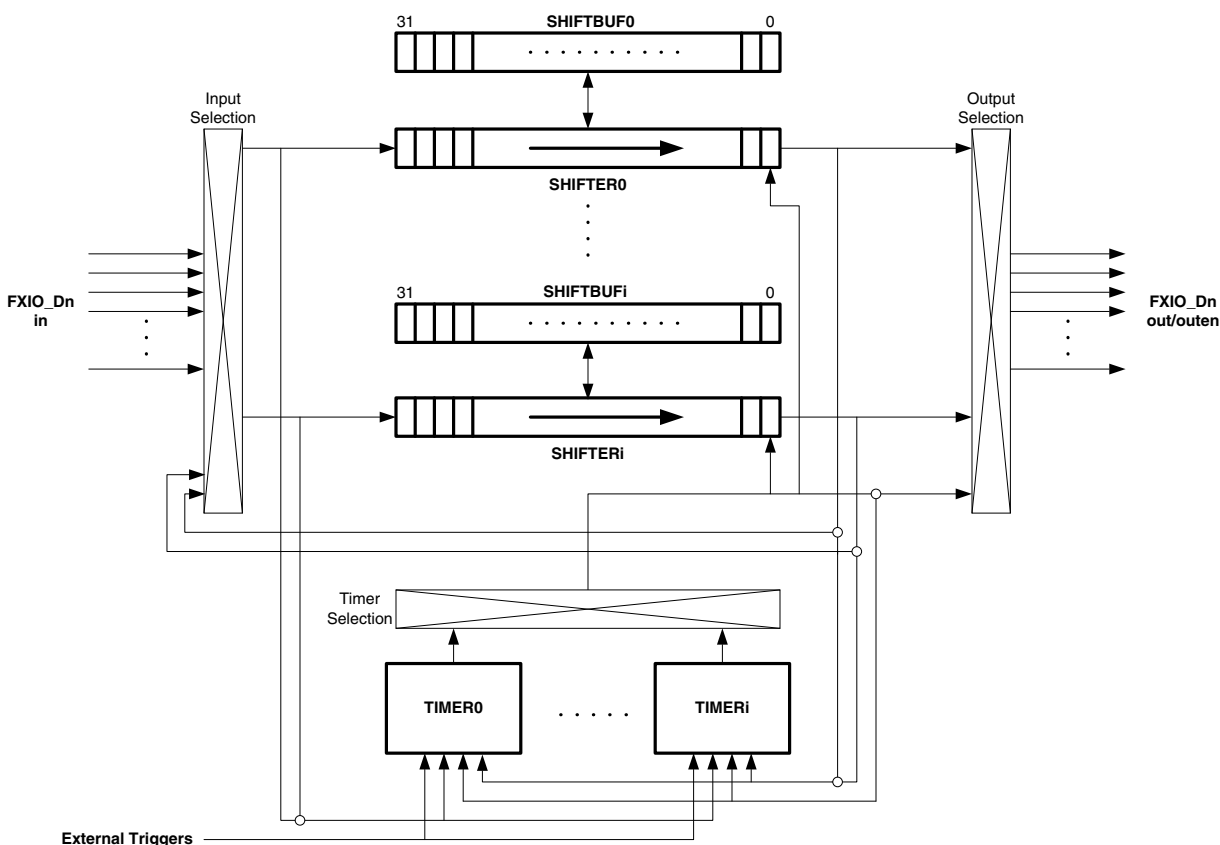 31 SHIFTBUF0 0
Input
Selection
Output
Selection
SHIFTER0
FXIO_Dn
in
31 SHIFTBUFi 0
FXIO_Dn
out/outen
SHIFTERi
Timer
Selection
TIMER0
TIMERi
External Triggers